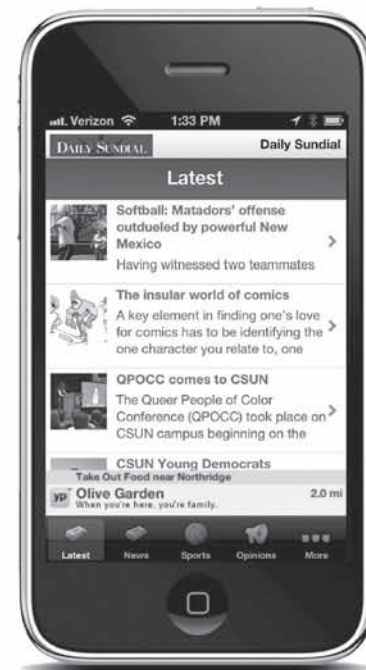 Verizon 1:33 PM
DAILY SUNDIAL Daily Sundial
Latest
Softball: Matadors' offense
outdueled by powerful New
Mexico
Having witnessed two teammates
The insular world of comics
A key element in finding one's love
for comics has to be identifying the
one character you relate to, one
QPOCC comes to CSUN
The Queer People of Color
Conference (QPOCC) took place on
CSUN campus beginning on the
CSUN Young Democrats
Take Out Food near Northridge
yp Olive Garden 2.0 mi
When you're here, you're family.
Latest News Sports Opinions More